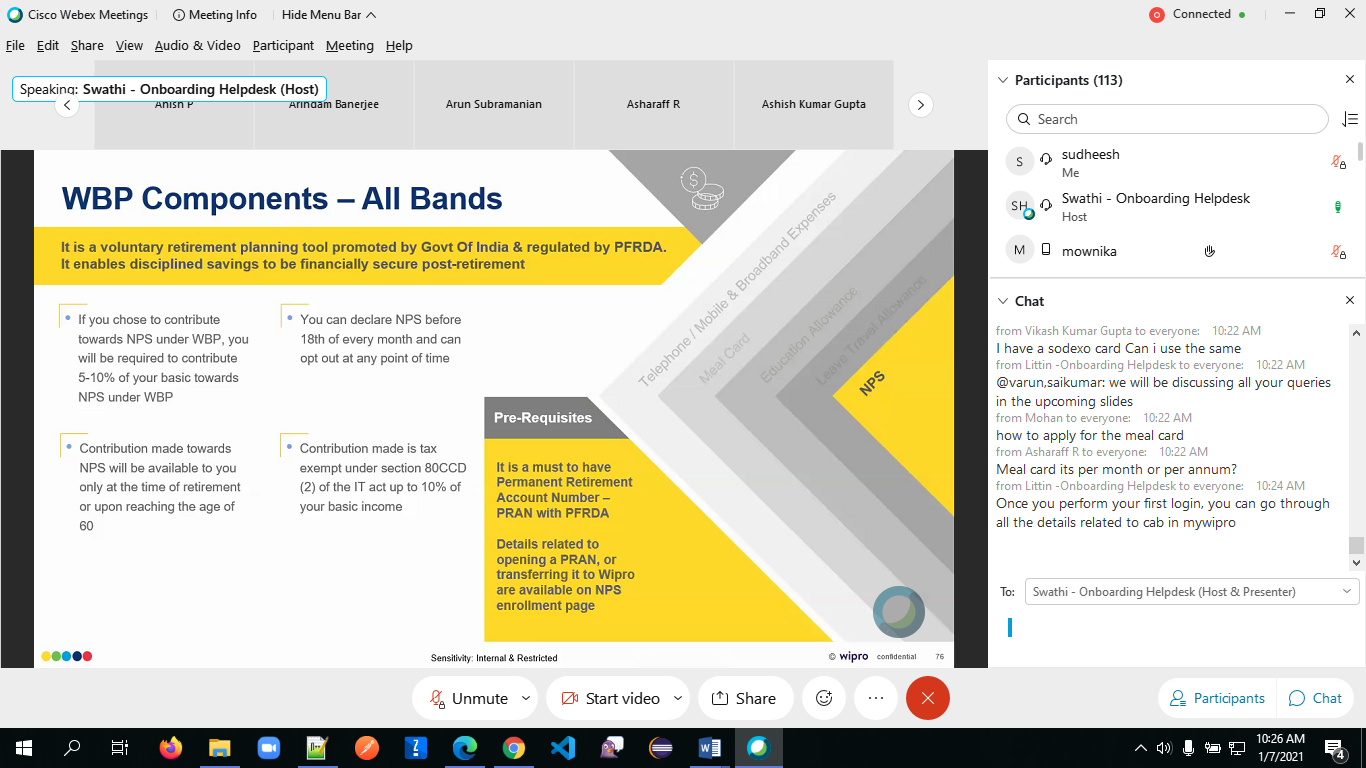 Cisco Webex Meetings
Meeting Info
Hide Menu Bar
Connected
File Edit Share View Audio & Video Participant Meeting Help
Speaking: Swathi - Onboarding Helpdesk (Host)
Anish P
Arindam Banerjee
Arun Subramanian
Asharaff R
Ashish Kumar Gupta
WBP Components – All Bands
It is a voluntary retirement planning tool promoted by Govt Of India & regulated by PFRDA.
It enables disciplined savings to be financially secure post-retirement
If you chose to contribute
towards NPS under WBP, you
will be required to contribute
5-10% of your basic towards
NPS under WBP
You can declare NPS before
18th of every month and can
opt out at any point of time
Contribution made towards
NPS will be available to you
only at the time of retirement
or upon reaching the age of
60
Contribution made is tax
exempt under section 80CCD
(2) of the IT act up to 10% of
your basic income
Pre-Requisites
It is a must to have
Permanent Retirement
Account Number –
PRAN with PFRDA
Details related to
opening a PRAN, or
transferring it to Wipro
are available on NPS
enrollment page
Telephone / Mobile & Broadband Expenses
Meal Card
Education Allowance
Leave Travel Allowance
NPS
Sensitivity: Internal & Restricted
© wipro confidential 76
Participants (113)
Search
S
sudheesh
Me
SH
Swathi - Onboarding Helpdesk
Host
M
mownika
Chat
from Vikash Kumar Gupta to everyone: 10:22 AM
I have a sodexo card Can i use the same
from Littin -Onboarding Helpdesk to everyone: 10:22 AM
@varun,saikumar: we will be discussing all your queries
in the upcoming slides
from Mohan to everyone: 10:22 AM
how to apply for the meal card
from Asharaff R to everyone: 10:22 AM
Meal card its per month or per annum?
from Littin -Onboarding Helpdesk to everyone: 10:24 AM
Once you perform your first login, you can go through
all the details related to cab in mywipro
To: Swathi - Onboarding Helpdesk (Host & Presenter)
Unmute
Start video
Share
Participants
Chat
10:26 AM
1/7/2021
4